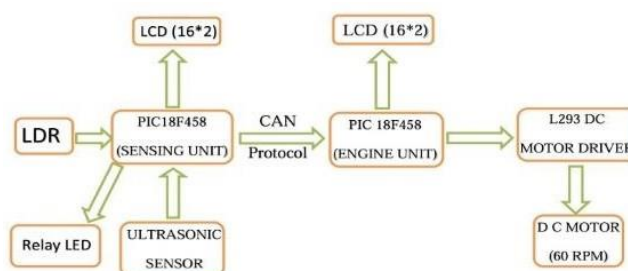 LCD (16*2)
LCD (16*2)
LDR
PIC18F458
(SENSING UNIT)
CAN
Protocol
PIC 18F458
(ENGINE UNIT)
L293 DC
MOTOR DRIVER
Relay LED
ULTRASONIC
SENSOR
D C MOTOR
(60 RPM)